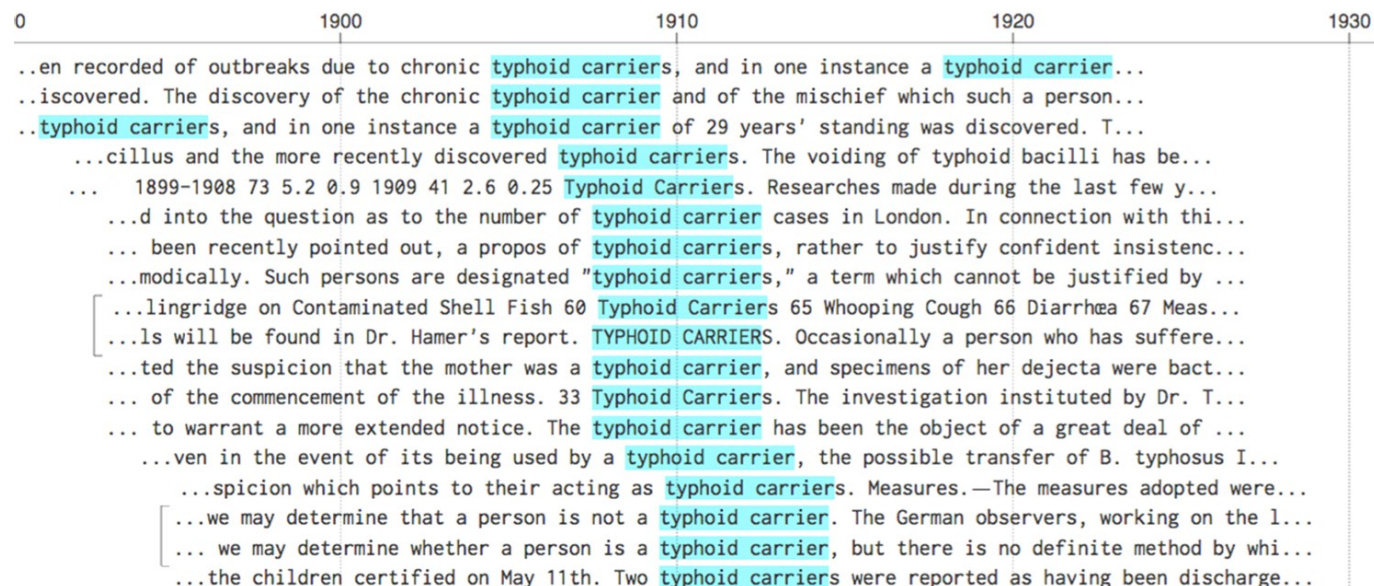 0 1900 1910 1920 1930
..en recorded of outbreaks due to chronic typhoid carriers, and in one instance a typhoid carrier...
..iscovered. The discovery of the chronic typhoid carrier and of the mischief which such a person...
..typhoid carriers, and in one instance a typhoid carrier of 29 years’ standing was discovered. T...
...cillus and the more recently discovered typhoid carriers. The voiding of typhoid bacilli has be...
... 1899-1908 73 5.2 0.9 1909 41 2.6 0.25 Typhoid Carriers. Researches made during the last few y...
...d into the question as to the number of typhoid carrier cases in London. In connection with thi...
... been recently pointed out, a propos of typhoid carriers, rather to justify confident insistenc...
...modically. Such persons are designated "typhoid carriers," a term which cannot be justified by ...
...lingridge on Contaminated Shell Fish 60 Typhoid Carriers 65 Whooping Cough 66 Diarrhœa 67 Meas...
...ls will be found in Dr. Hamer's report. TYPHOID CARRIERS. Occasionally a person who has suffere...
...ted the suspicion that the mother was a typhoid carrier, and specimens of her dejecta were bact...
... of the commencement of the illness. 33 Typhoid Carriers. The investigation instituted by Dr. T...
... to warrant a more extended notice. The typhoid carrier has been the object of a great deal of ...
...ven in the event of its being used by a typhoid carrier, the possible transfer of B. typhosus I...
...spicion which points to their acting as typhoid carriers. Measures.—The measures adopted were...
...we may determine that a person is not a typhoid carrier. The German observers, working on the l...
... we may determine whether a person is a typhoid carrier, but there is no definite method by whi...
...the children certified on May 11th. Two typhoid carriers were reported as having been discharge...